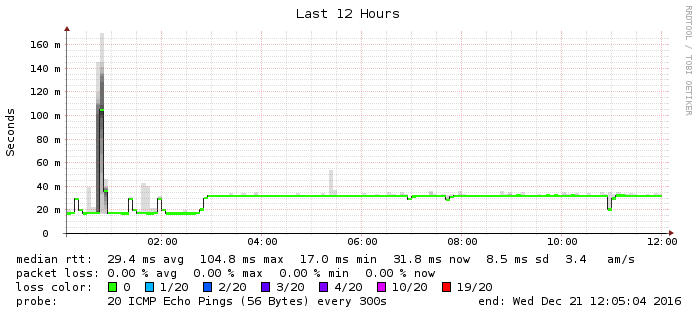 Last 12 Hours
RRDTOOL / TOBI OETIKER
Seconds
160 m
140 m
120 m
100 m
80 m
60 m
40 m
20 m
0
02:00 04:00 06:00 08:00 10:00 12:00
median rtt: 29.4 ms avg 104.8 ms max 17.0 ms min 31.8 ms now 8.5 ms sd 3.4 am/s
packet loss: 0.00 % avg 0.00 % max 0.00 % min 0.00 % now
loss color: 0 1/20 2/20 3/20 4/20 10/20 19/20
probe: 20 ICMP Echo Pings (56 Bytes) every 300s end: Wed Dec 21 12:05:04 2016